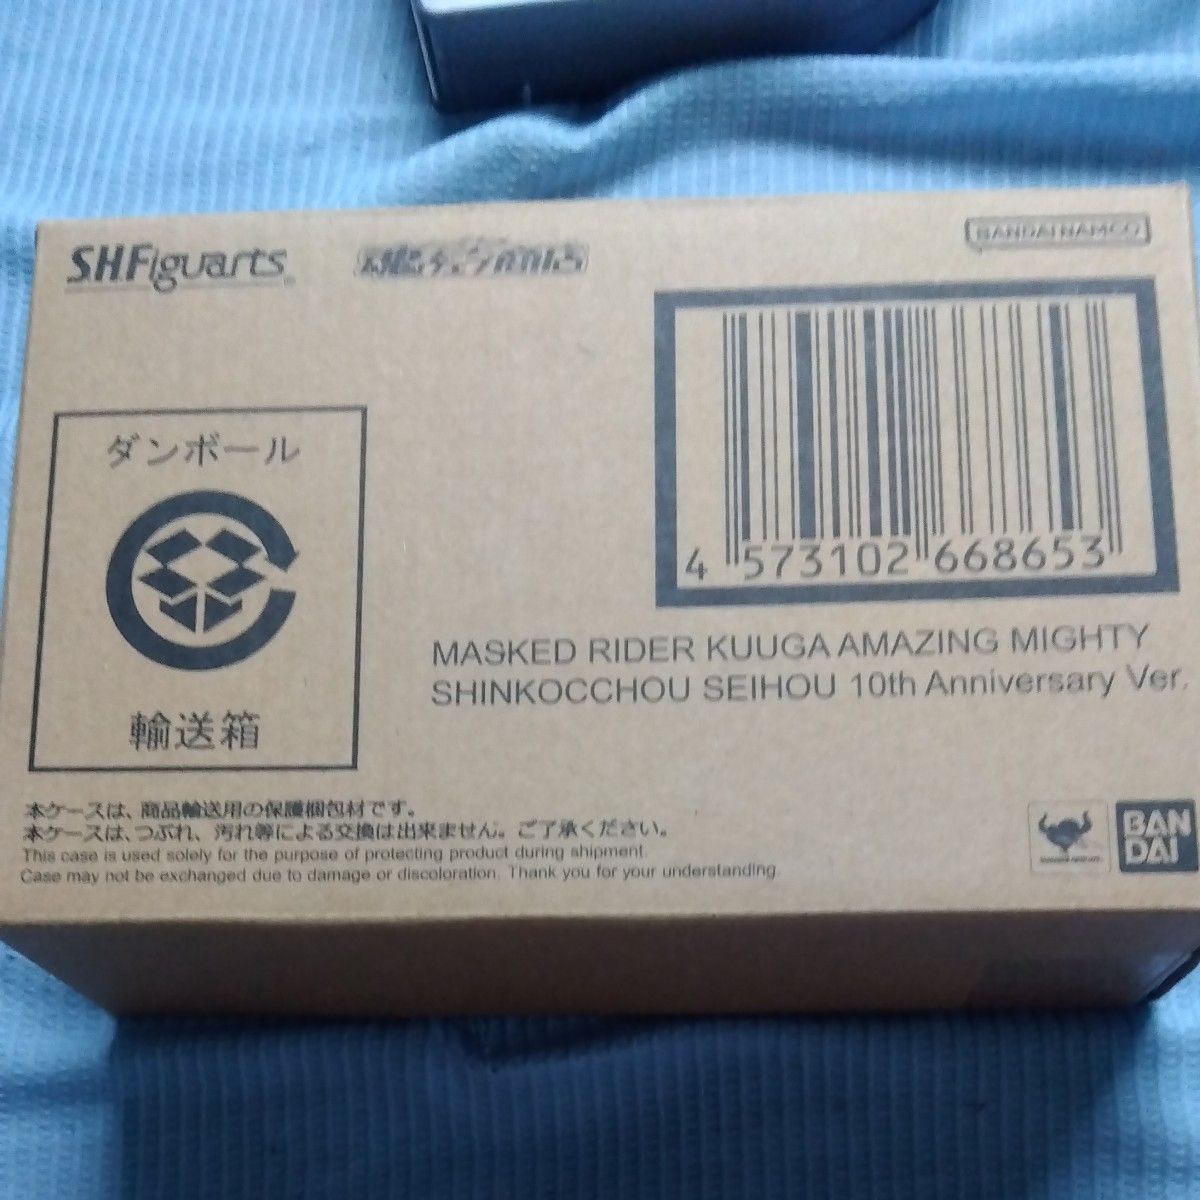 S.H.Figuarts
魂ウェブ商店
BANDAI NAMCO
ダンボール
輸送箱
4 573102 668653
MASKED RIDER KUUGA AMAZING MIGHTY
SHINKOCCHOU SEIHOU 10th Anniversary Ver.
本ケースは、商品輸送用の保護梱包材です。
本ケースは、つぶれ、汚れ等による交換は出来ません。ご了承ください。
This case is used solely for the purpose of protecting product during shipment.
Case may not be exchanged due to damage or discoloration. Thank you for your understanding.
BAN
DAI